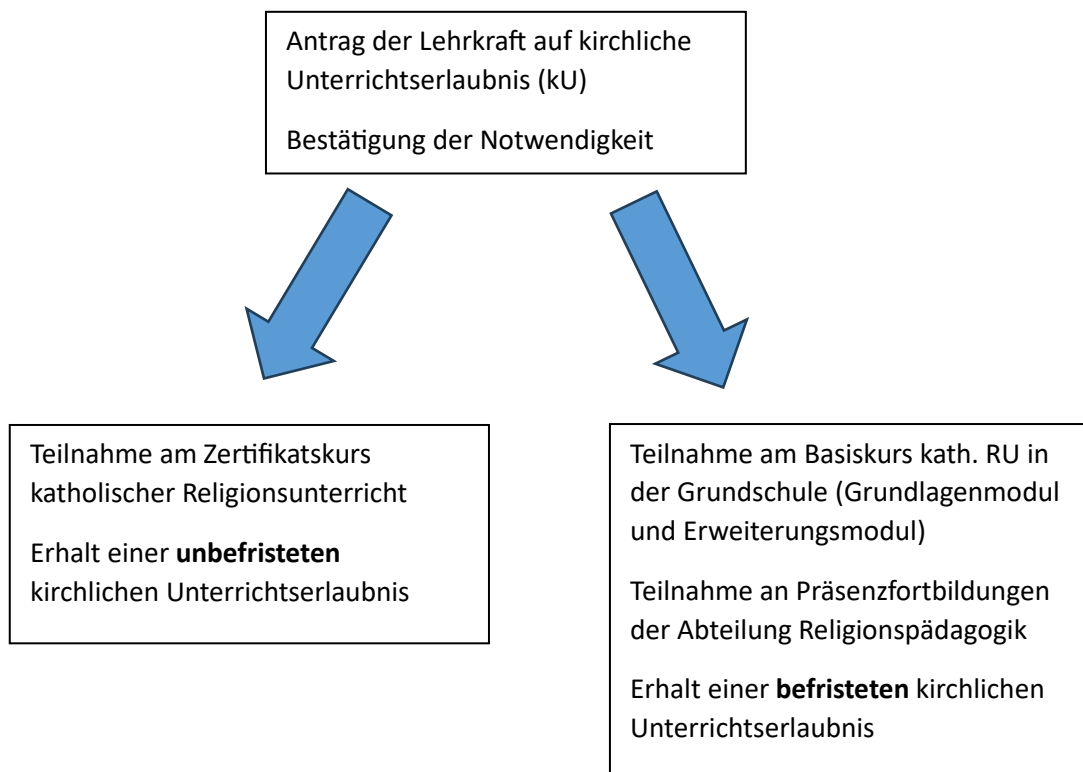 Antrag der Lehrkraft auf kirchliche
Unterrichtserlaubnis (kU)
Bestätigung der Notwendigkeit
Teilnahme am Zertifikatskurs
katholischer Religionsunterricht
Erhalt einer unbefristeten
kirchlichen Unterrichtserlaubnis
Teilnahme am Basiskurs kath. RU in
der Grundschule (Grundlagenmodul
und Erweiterungsmodul)
Teilnahme an Präsenzfortbildungen
der Abteilung Religionspädagogik
Erhalt einer befristeten kirchlichen
Unterrichtserlaubnis